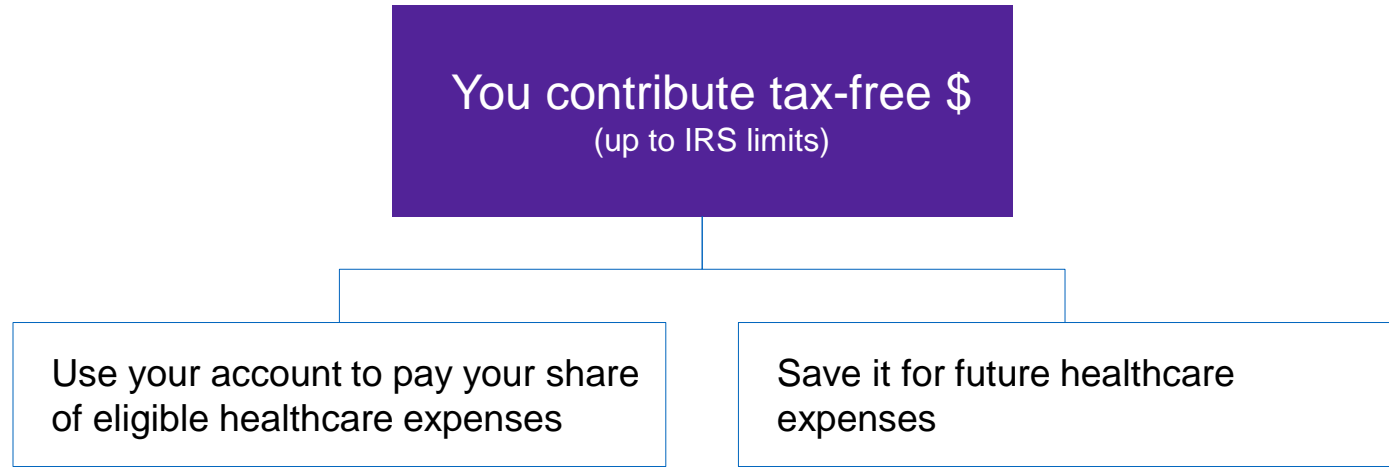 You contribute tax-free $
(up to IRS limits)
Use your account to pay your share
of eligible healthcare expenses
Save it for future healthcare
expenses